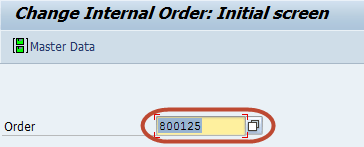 Change Internal Order: Initial screen
Master Data
Order 800125